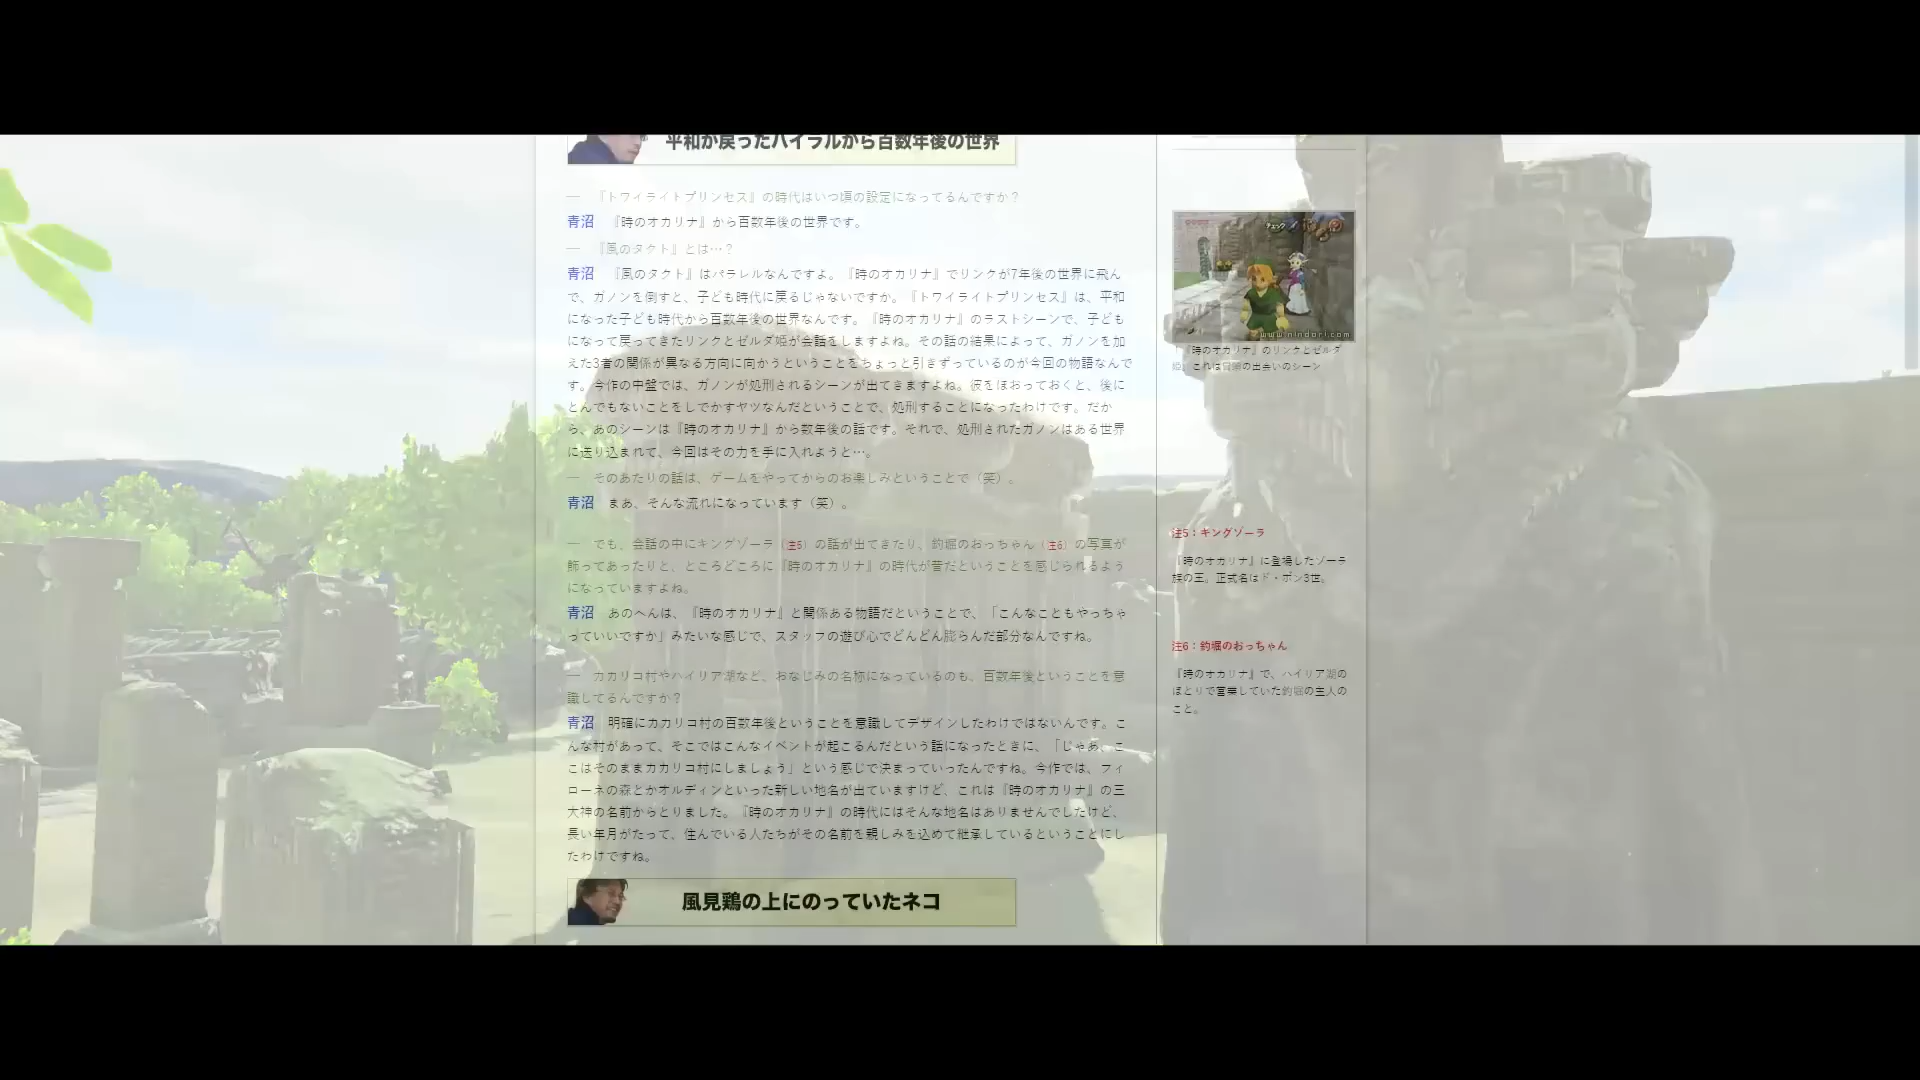 平和が戻ったハイラルから百数年後の世界
― 『トワイライトプリンセス』の時代はいつ頃の設定になってるんですか？
青沼 『時のオカリナ』から百数年後の世界です。
― 『風のタクト』とは…？
青沼 『風のタクト』はパラレルなんですよ。『時のオカリナ』でリンクが7年後の世界に飛ん
で、ガノンを倒すと、子ども時代に戻るじゃないですか。『トワイライトプリンセス』は、平和
になった子ども時代から百数年後の世界なんです。『時のオカリナ』のラストシーンで、子ども
になって戻ってきたリンクとゼルダ姫が会話をしますよね。その話の結果によって、ガノンを加
えた3者の関係が異なる方向に向かうということをちょっと引きずっているのが今回の物語なんで
す。今作の中盤では、ガノンが処刑されるシーンが出てきますよね。彼をほおっておくと、後に
とんでもないことをしでかすヤツなんだということで、処刑することになったわけです。だか
ら、あのシーンは『時のオカリナ』から数年後の話です。それで、処刑されたガノンはある世界
に送り込まれて、今回はその力を手に入れようと…。
― そのあたりの話は、ゲームをやってからのお楽しみということで（笑）。
青沼 まあ、そんな流れになっています（笑）。
― でも、会話の中にキングゾーラ（注5）の話が出てきたり、釣堀のおっちゃん（注6）の写真が
飾ってあったりと、ところどころに『時のオカリナ』の時代が昔だということを感じられるよう
になっていますよね。
青沼 あのへんは、『時のオカリナ』と関係ある物語だということで、「こんなこともやっちゃ
っていいですか」みたいな感じで、スタッフの遊び心でどんどん膨らんだ部分なんですね。
― カカリコ村やハイリア湖など、おなじみの名称になっているのも、百数年後ということを意
識してるんですか？
青沼 明確にカカリコ村の百数年後ということを意識してデザインしたわけではないんです。こ
んな村があって、そこではこんなイベントが起こるんだという話になったときに、「じゃあ、こ
こはそのままカカリコ村にしましょう」という感じで決まっていったんですね。今作では、フィ
ローネの森とかオルディンといった新しい地名が出ていますけど、これは『時のオカリナ』の三
大神の名前からとりました。『時のオカリナ』の時代にはそんな地名はありませんでしたけど、
長い年月がたって、住んでいる人たちがその名前を親しみを込めて継承しているということにし
たわけですね。
風見鶏の上にのっていたネコ
チェック
www.nindori.com
↑『時のオカリナ』のリンクとゼルダ
姫。これは冒頭の出会いのシーン
注5：キングゾーラ
『時のオカリナ』に登場したゾーラ
族の王。正式名はド・ボン3世。
注6：釣堀のおっちゃん
『時のオカリナ』で、ハイリア湖の
ほとりで営業していた釣堀の主人の
こと。